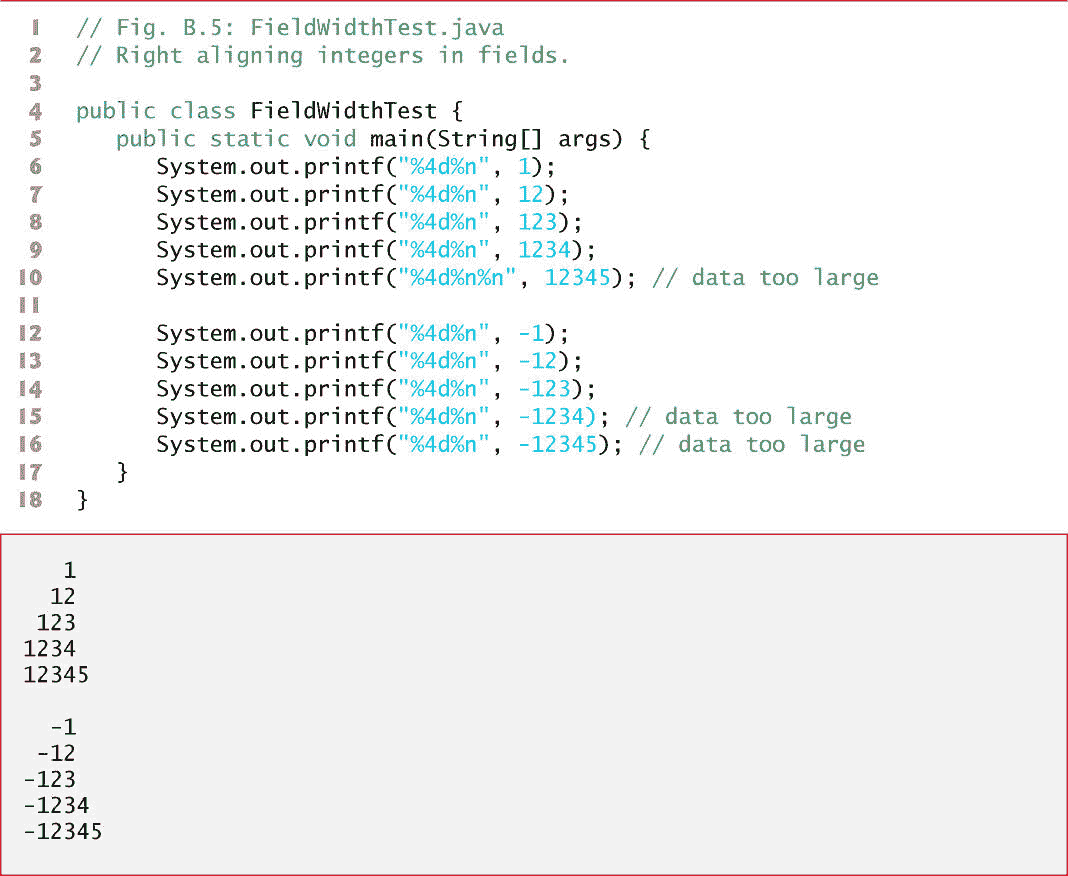 1 // Fig. B.5: FieldWidthTest.java
2 // Right aligning integers in fields.
3
4 public class FieldWidthTest {
5    public static void main(String[] args) {
6       System.out.printf("%4d%n", 1);
7       System.out.printf("%4d%n", 12);
8       System.out.printf("%4d%n", 123);
9       System.out.printf("%4d%n", 1234);
10       System.out.printf("%4d%n%n", 12345); // data too large
11
12       System.out.printf("%4d%n", -1);
13       System.out.printf("%4d%n", -12);
14       System.out.printf("%4d%n", -123);
15       System.out.printf("%4d%n", -1234); // data too large
16       System.out.printf("%4d%n", -12345); // data too large
17    }
18 }
   1
  12
 123
1234
12345

  -1
 -12
-123
-1234
-12345